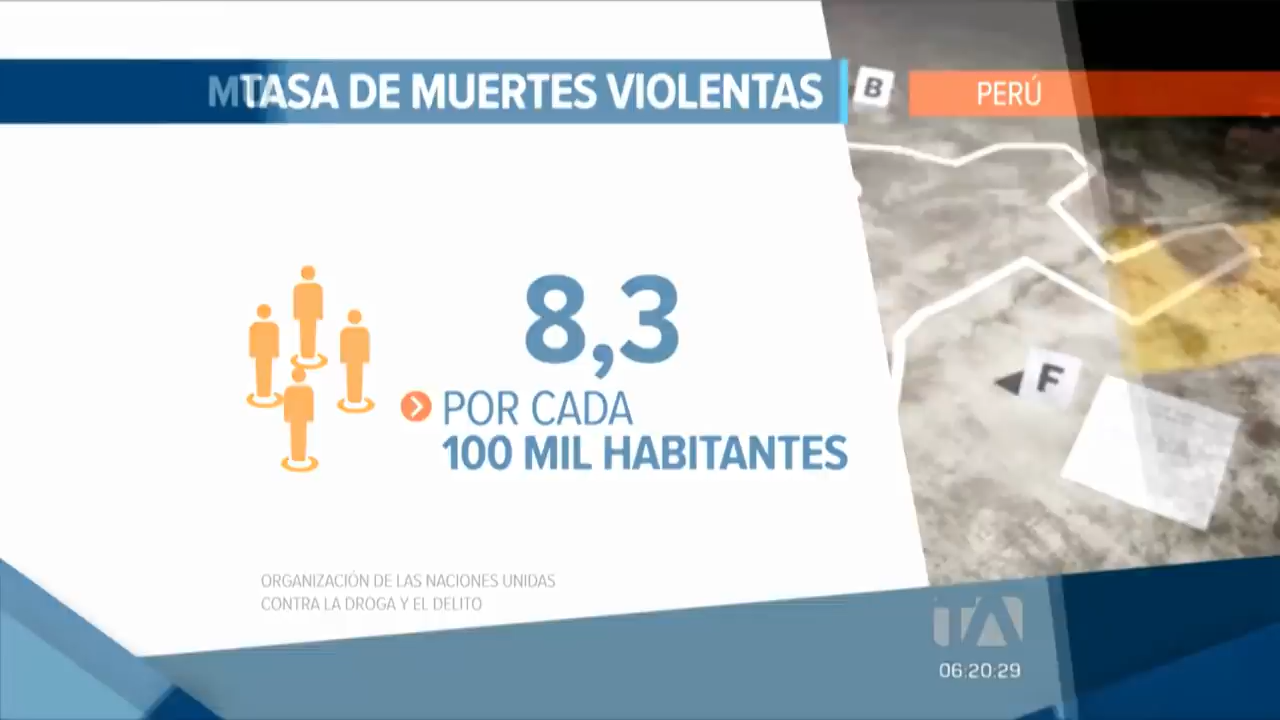 TASA DE MUERTES VIOLENTAS
B
PERÚ
8,3
F
POR CADA
100 MIL HABITANTES
ORGANIZACIÓN DE LAS NACIONES UNIDAS
CONTRA LA DROGA Y EL DELITO
TA
06:20:29